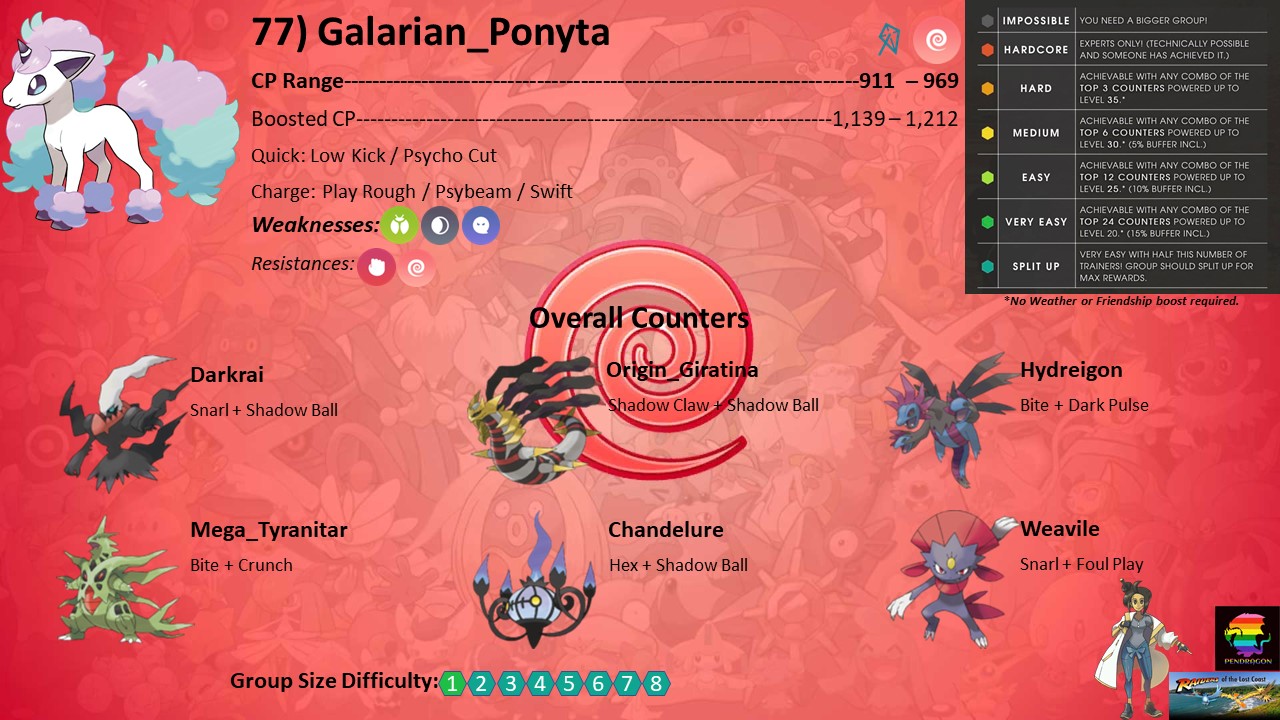 77) Galarian_Ponyta
CP Range--------------------------------------------------------------------------911 – 969
Boosted CP--------------------------------------------------------------------1,139 – 1,212
Quick: Low Kick / Psycho Cut
Charge: Play Rough / Psybeam / Swift
Weaknesses:
Resistances:
IMPOSSIBLE YOU NEED A BIGGER GROUP!
HARDCORE EXPERTS ONLY! (TECHNICALLY POSSIBLE
AND SOMEONE HAS ACHIEVED IT.)
HARD ACHIEVABLE WITH ANY COMBO OF THE
TOP 3 COUNTERS POWERED UP TO
LEVEL 35.*
MEDIUM ACHIEVABLE WITH ANY COMBO OF THE
TOP 6 COUNTERS POWERED UP TO
LEVEL 30.* (5% BUFFER INCL.)
EASY ACHIEVABLE WITH ANY COMBO OF THE
TOP 12 COUNTERS POWERED UP TO
LEVEL 25.* (10% BUFFER INCL.)
VERY EASY ACHIEVABLE WITH ANY COMBO OF THE
TOP 24 COUNTERS POWERED UP TO
LEVEL 20.* (15% BUFFER INCL.)
SPLIT UP VERY EASY WITH HALF THIS NUMBER OF
TRAINERS! GROUP SHOULD SPLIT UP FOR
MAX REWARDS.
*No Weather or Friendship boost required.
Overall Counters
Darkrai
Snarl + Shadow Ball
Origin_Giratina
Shadow Claw + Shadow Ball
Hydreigon
Bite + Dark Pulse
Mega_Tyranitar
Bite + Crunch
Chandelure
Hex + Shadow Ball
Weavile
Snarl + Foul Play
Group Size Difficulty: 1 2 3 4 5 6 7 8
PENDRAGON
RAIDERS of the Lost Coast